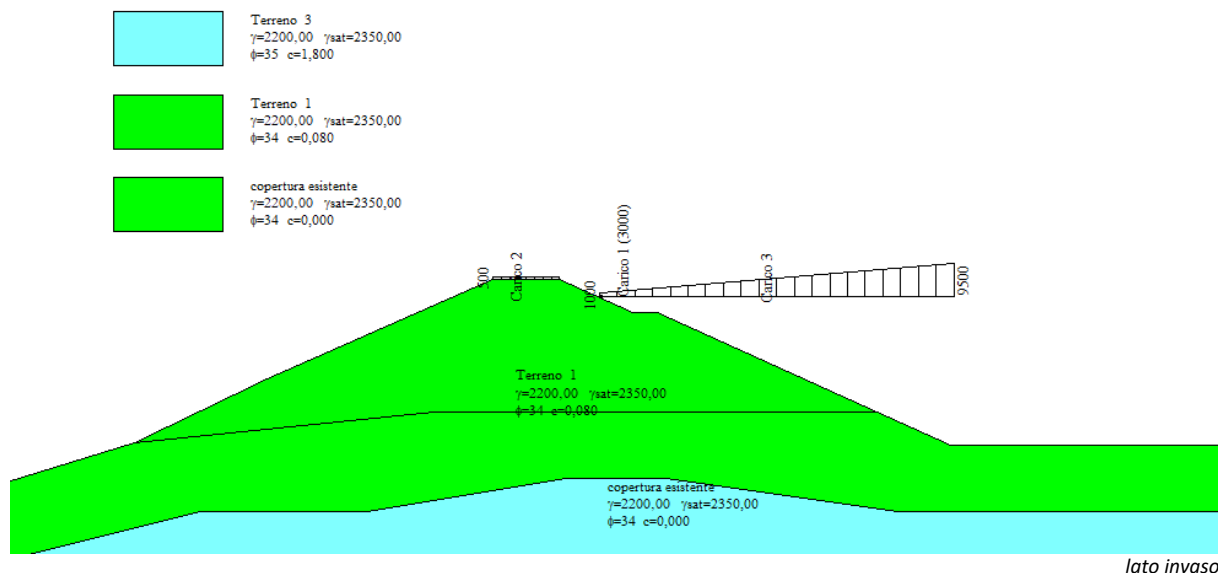 Terreno 3
γ=2200,00 γsat=2350,00
ϕ=35 c=1,800
Terreno 1
γ=2200,00 γsat=2350,00
ϕ=34 c=0,080
copertura esistente
γ=2200,00 γsat=2350,00
ϕ=34 c=0,000
500
Carico 2
1000
Carico 1 (3000)
Carico 3
9500
Terreno 1
γ=2200,00 γsat=2350,00
ϕ=34 c=0,080
copertura esistente
γ=2200,00 γsat=2350,00
ϕ=34 c=0,000
lato invaso